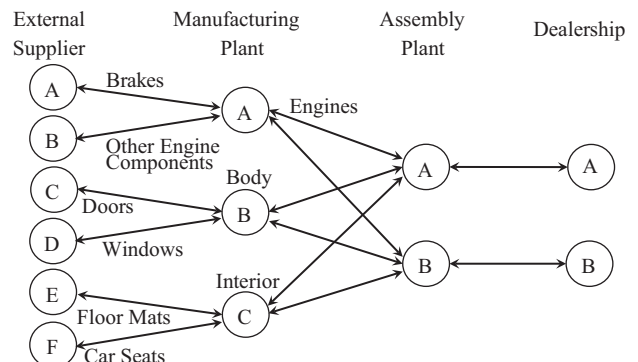 External Supplier
Manufacturing Plant
Assembly Plant
Dealership
A
Brakes
B
Other Engine Components
C
Doors
D
Windows
E
Floor Mats
F
Car Seats
A
Engines
Body
B
Interior
C
A
B
A
B